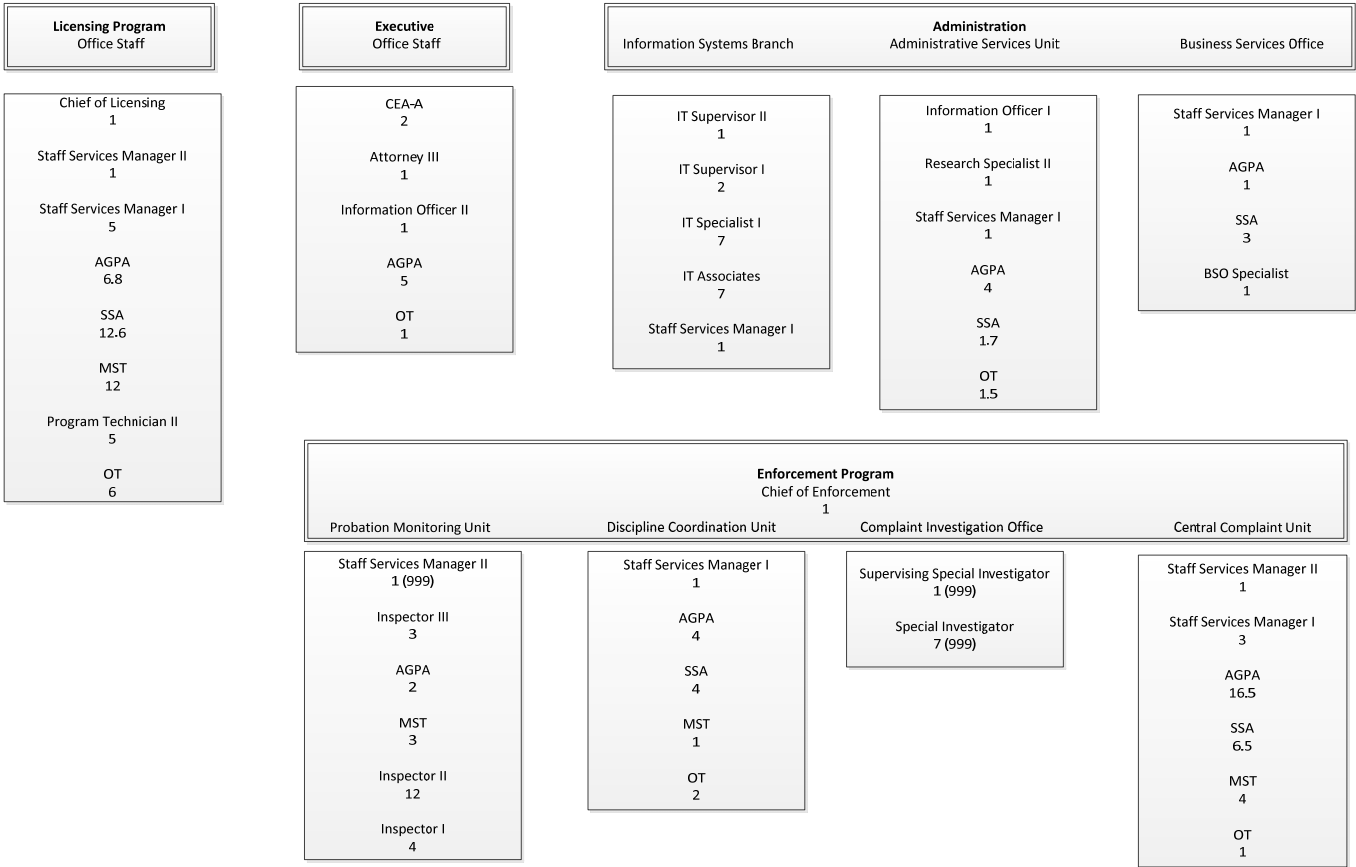 Licensing Program
Office Staff
Chief of Licensing
1
Staff Services Manager II
1
Staff Services Manager I
5
AGPA
6.8
SSA
12.6
MST
12
Program Technician II
5
OT
6
Executive
Office Staff
CEA-A
2
Attorney III
1
Information Officer II
1
AGPA
5
OT
1
Administration
Information Systems Branch
Administrative Services Unit
Business Services Office
IT Supervisor II
1
IT Supervisor I
2
IT Specialist I
7
IT Associates
7
Staff Services Manager I
1
Information Officer I
1
Research Specialist II
1
Staff Services Manager I
1
AGPA
4
SSA
1.7
OT
1.5
Staff Services Manager I
1
AGPA
1
SSA
3
BSO Specialist
1
Enforcement Program
Chief of Enforcement
1
Probation Monitoring Unit
Discipline Coordination Unit
Complaint Investigation Office
Central Complaint Unit
Staff Services Manager II
1 (999)
Inspector III
3
AGPA
2
MST
3
Inspector II
12
Inspector I
4
Staff Services Manager I
1
AGPA
4
SSA
4
MST
1
OT
2
Supervising Special Investigator
1 (999)
Special Investigator
7 (999)
Staff Services Manager II
1
Staff Services Manager I
3
AGPA
16.5
SSA
6.5
MST
4
OT
1